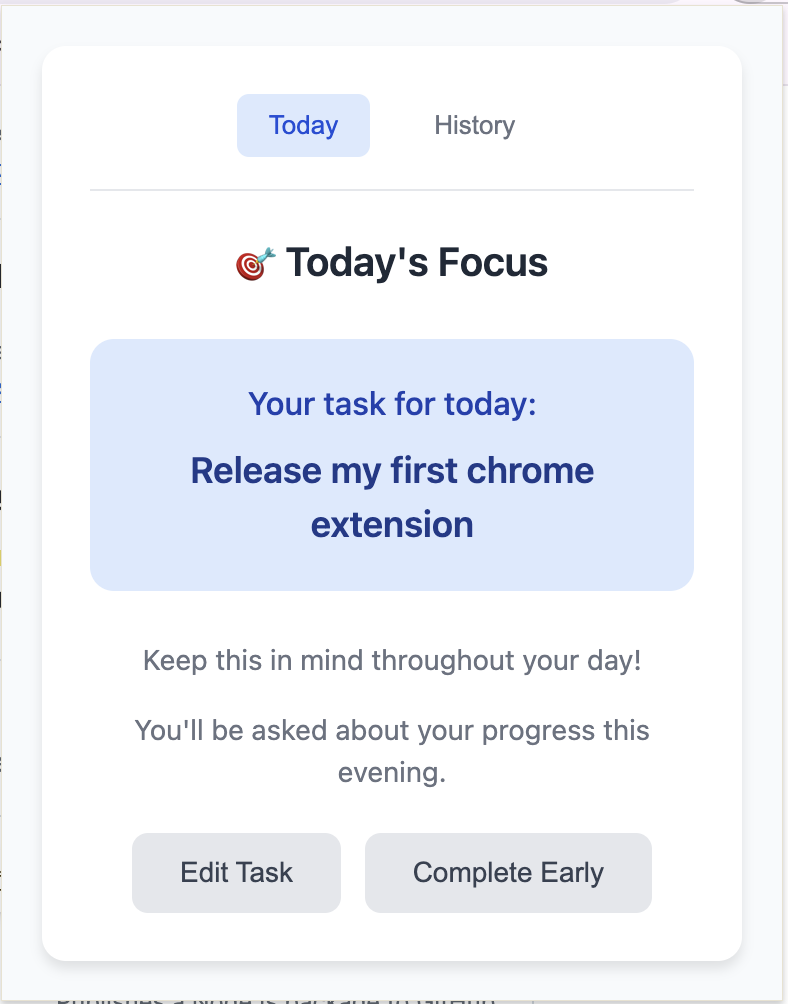 Today
History
🎯 Today's Focus
Your task for today:
Release my first chrome
extension
Keep this in mind throughout your day!
You'll be asked about your progress this
evening.
Edit Task
Complete Early